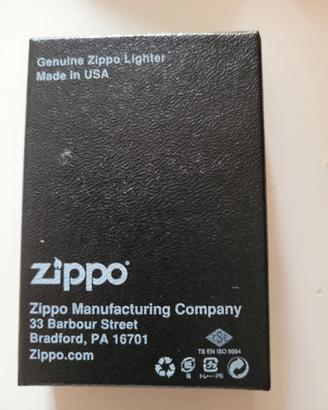 Genuine Zippo Lighter
Made in USA
zippo®
Zippo Manufacturing Company
33 Barbour Street
Bradford, PA 16701
Zippo.com
TSE
TS EN ISO 9994